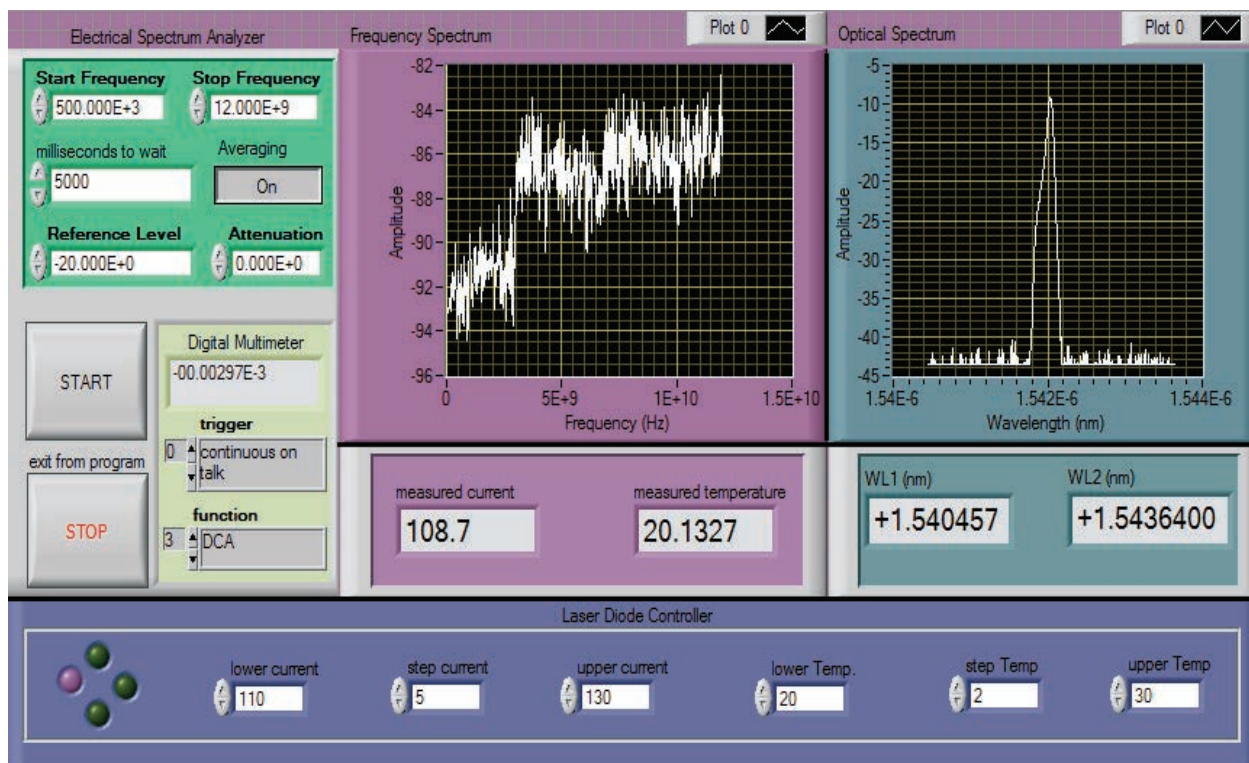 Electrical Spectrum Analyzer
Start Frequency
Stop Frequency
500.000E+3
12.000E+9
milliseconds to wait
Averaging
5000
On
Reference Level
Attenuation
-20.000E+0
0.000E+0
START
exit from program
STOP
Digital Multimeter
-00.00297E-3
trigger
0
continuous on
talk
function
3
DCA
Frequency Spectrum
Plot 0
Amplitude
-82
-84
-86
-88
-90
-92
-94
-96
0
5E+9
1E+10
1.5E+10
Frequency (Hz)
measured current
measured temperature
108.7
20.1327
Optical Spectrum
Plot 0
Amplitude
-5
-10
-15
-20
-25
-30
-35
-40
-45
1.54E-6
1.542E-6
1.544E-6
Wavelength (nm)
WL1 (nm)
WL2 (nm)
+1.540457
+1.5436400
Laser Diode Controller
lower current
step current
upper current
lower Temp.
step Temp
upper Temp
110
5
130
20
2
30